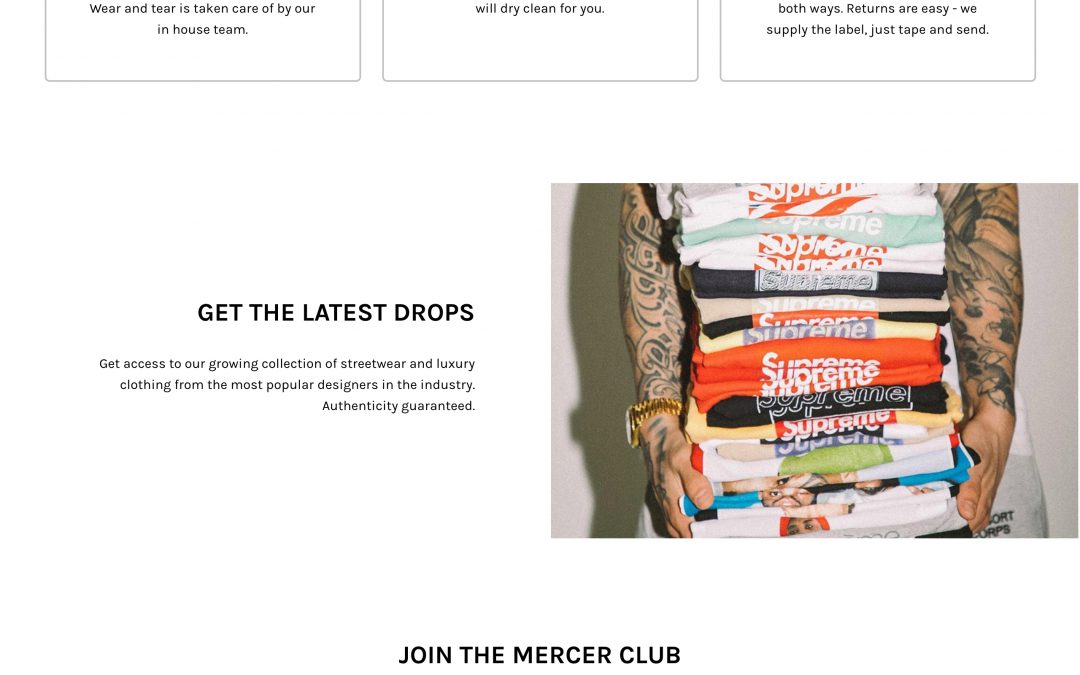 Wear and tear is taken care of by our
in house team.
will dry clean for you.
both ways. Returns are easy - we
supply the label, just tape and send.
GET THE LATEST DROPS
Get access to our growing collection of streetwear and luxury
clothing from the most popular designers in the industry.
Authenticity guaranteed.
Supreme
Supreme
Supreme
Supreme
Supreme
Supreme
Supreme
Supreme
Supreme
Supreme
Supreme
Supreme
JOIN THE MERCER CLUB